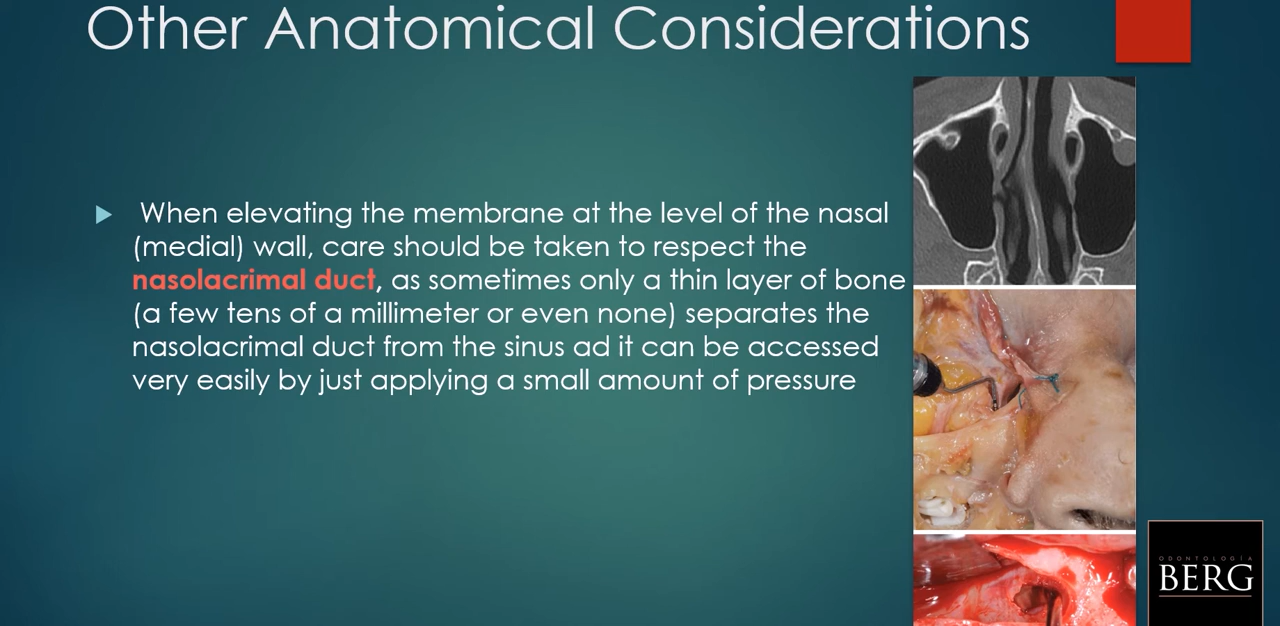 Other Anatomical Considerations
When elevating the membrane at the level of the nasal
(medial) wall, care should be taken to respect the
nasolacrimal duct, as sometimes only a thin layer of bone
(a few tens of a millimeter or even none) separates the
nasolacrimal duct from the sinus ad it can be accessed
very easily by just applying a small amount of pressure
ODONTOLOGÍA
BERG